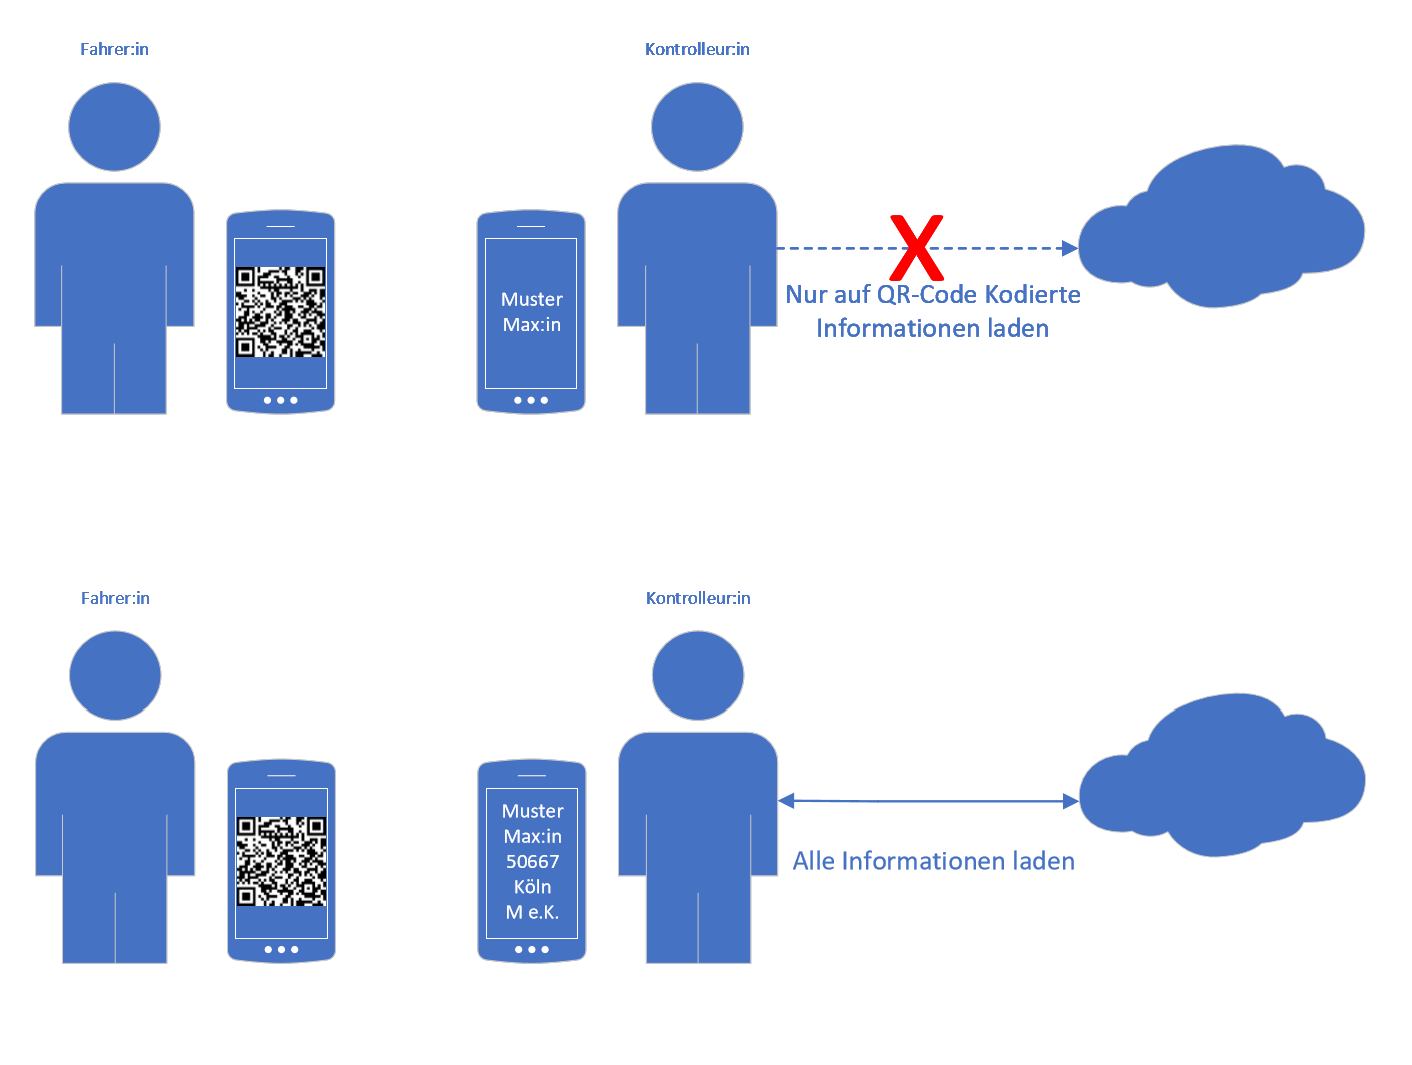 Fahrer:in
Kontrolleur:in
Muster
Max:in
X
Nur auf QR-Code Kodierte
Informationen laden
Fahrer:in
Kontrolleur:in
Muster
Max:in
50667
Köln
M e.K.
Alle Informationen laden